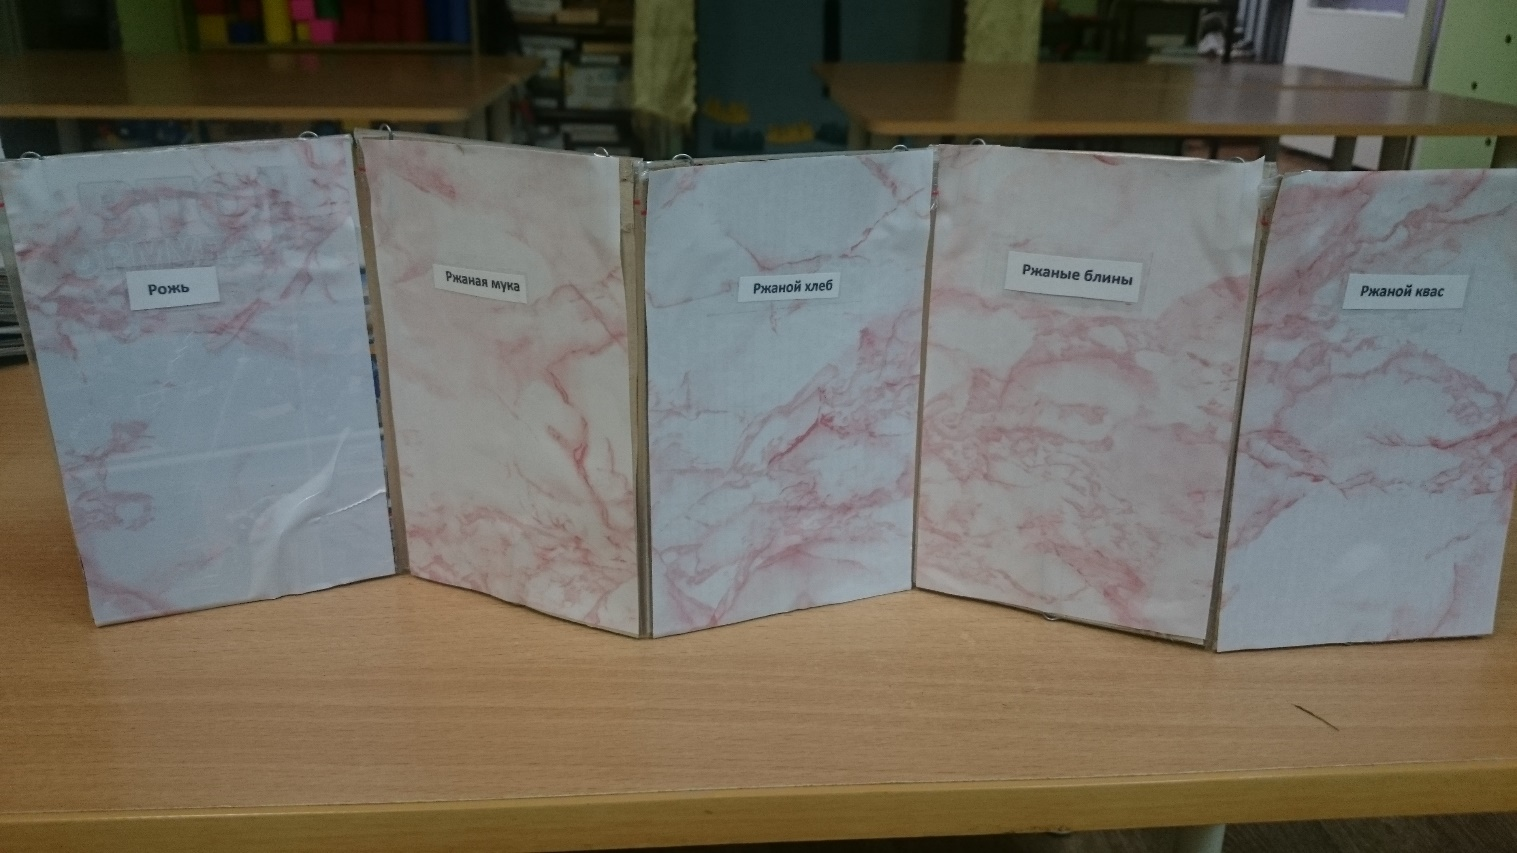 Рожь
Ржаная мука
Ржаной хлеб
Ржаные блины
Ржаной квас